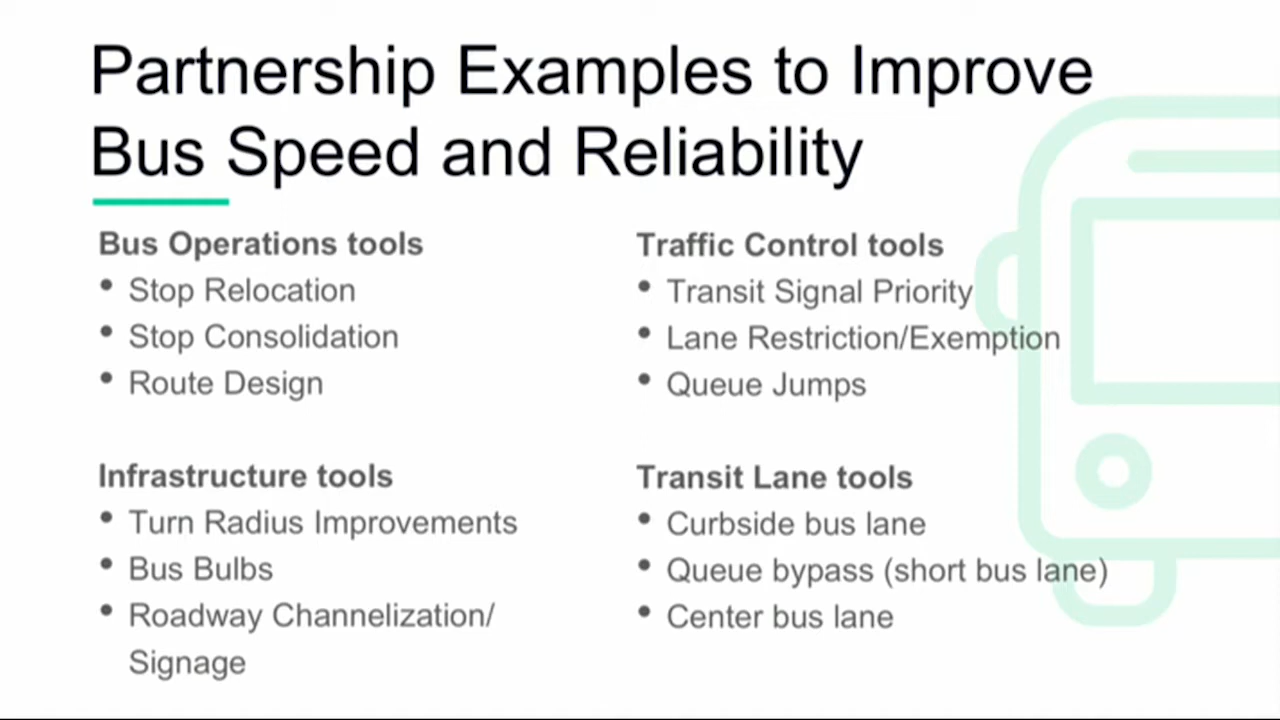 Partnership Examples to Improve
Bus Speed and Reliability
Bus Operations tools
• Stop Relocation
• Stop Consolidation
• Route Design
Infrastructure tools
• Turn Radius Improvements
• Bus Bulbs
• Roadway Channelization/
Signage
Traffic Control tools
• Transit Signal Priority
• Lane Restriction/Exemption
• Queue Jumps
Transit Lane tools
• Curbside bus lane
• Queue bypass (short bus lane)
• Center bus lane